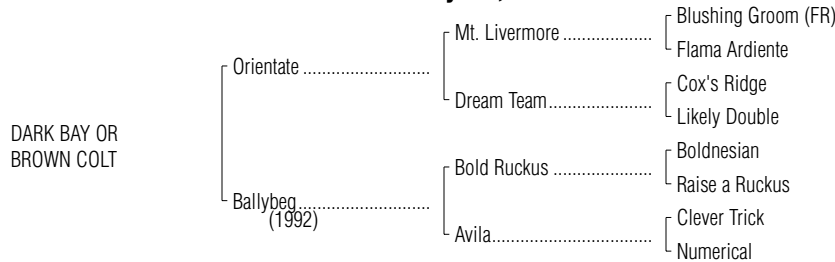 Blushing Groom (FR)
Mt. Livermore
Flama Ardiente
Orientate
Cox's Ridge
Dream Team
Likely Double
DARK BAY OR
BROWN COLT
Boldnesian
Bold Ruckus
Raise a Ruckus
Ballybeg
(1992)
Clever Trick
Avila
Numerical